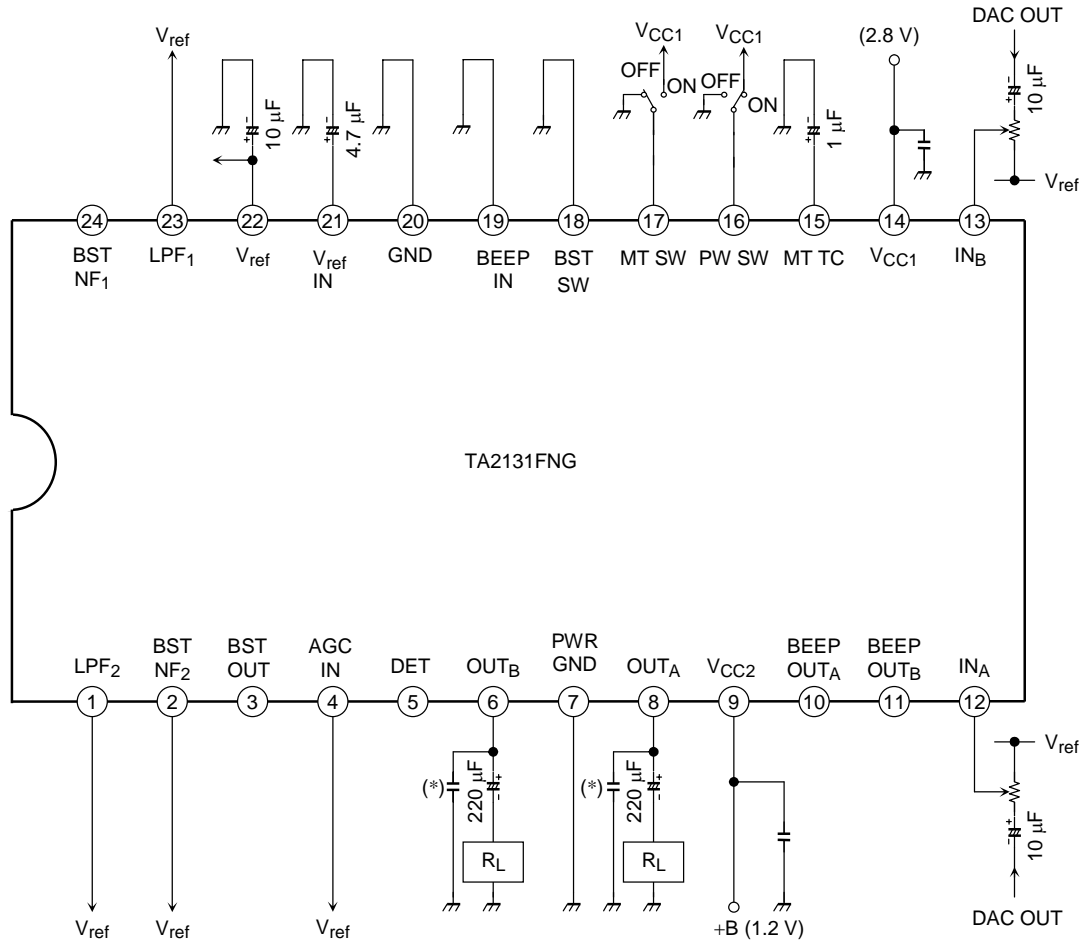 DAC OUT
Vref
VCC1
VCC1
(2.8 V)
OFF
ON
OFF
ON
10 µF
4.7 µF
1 µF
10 µF
Vref
24
23
22
21
20
19
18
17
16
15
14
13
BST NF1
LPF1
Vref
Vref IN
GND
BEEP IN
BST SW
MT SW
PW SW
MT TC
VCC1
INB
TA2131FNG
LPF2
BST NF2
BST OUT
AGC IN
DET
OUTB
PWR GND
OUTA
VCC2
BEEP OUTA
BEEP OUTB
INA
1
2
3
4
5
6
7
8
9
10
11
12
Vref
(*)
220 µF
(*)
220 µF
10 µF
RL
RL
Vref
Vref
Vref
+B (1.2 V)
DAC OUT